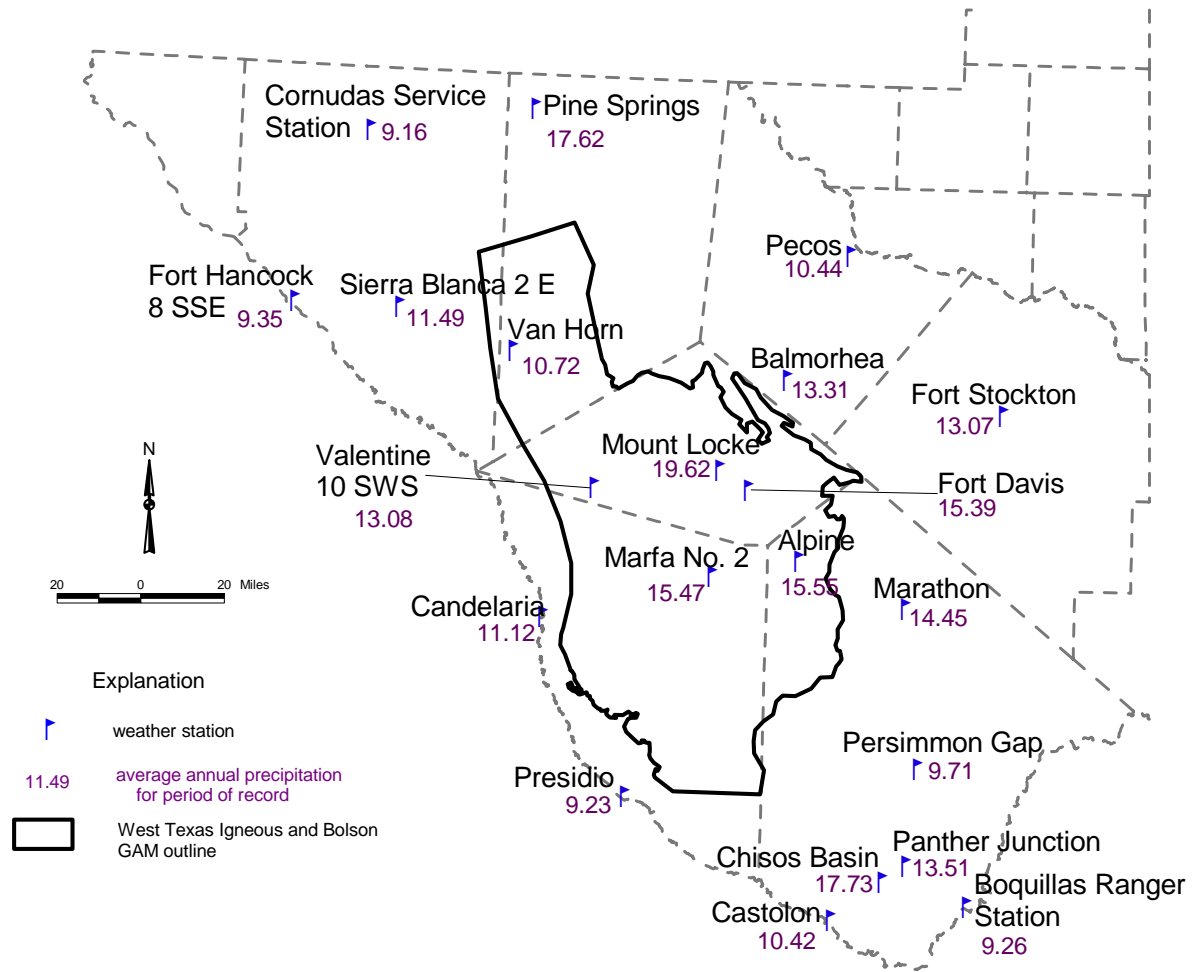 Cornudas Service
Station
9.16
Pine Springs
17.62
Pecos
10.44
Fort Hancock
8 SSE
9.35
Sierra Blanca 2 E
11.49
Van Horn
10.72
Balmorhea
13.31
Fort Stockton
13.07
Mount Locke
19.62
Valentine
10 SWS
13.08
Fort Davis
15.39
N
Marfa No. 2
15.47
Alpine
15.55
20 0 20 Miles
Candelaria
11.12
Marathon
14.45
Explanation
weather station
11.49
average annual precipitation
for period of record
West Texas Igneous and Bolson
GAM outline
Persimmon Gap
9.71
Presidio
9.23
Chisos Basin
17.73
Panther Junction
13.51
Boquillas Ranger
Station
9.26
Castolon
10.42